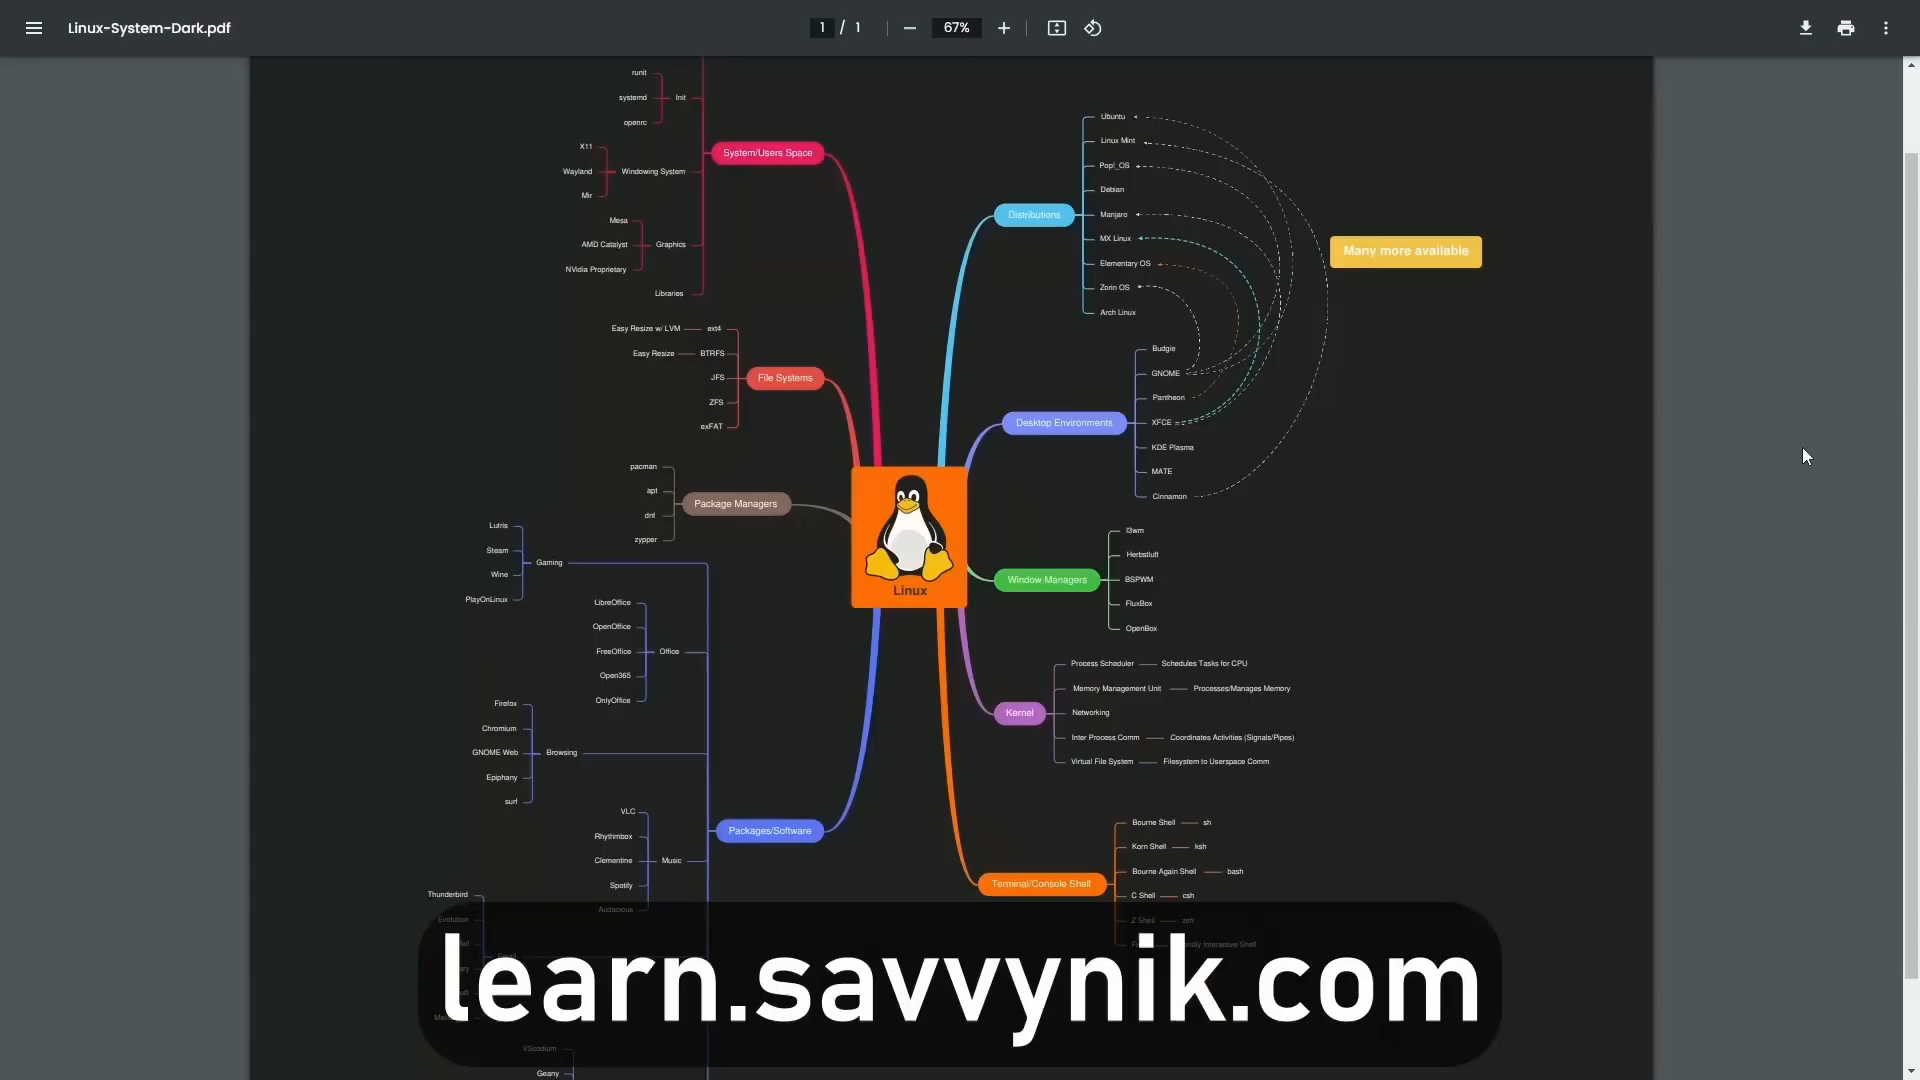 Linux-System-Dark.pdf
1 / 1
67%
runit
systemd
Init
openrc
X11
Wayland
Windowing System
Mir
Mesa
AMD Catalyst
Graphics
NVidia Proprietary
Libraries
System/Users Space
Easy Resize w/ LVM
ext4
Easy Resize
BTRFS
JFS
ZFS
exFAT
File Systems
pacman
apt
dnf
zypper
Package Managers
Lutris
Steam
Wine
PlayOnLinux
Gaming
LibreOffice
OpenOffice
FreeOffice
Open365
OnlyOffice
Office
Firefox
Chromium
GNOME Web
Epiphany
surf
Browsing
VLC
Rhythmbox
Clementine
Spotify
Audacious
Music
Packages/Software
Thunderbird
Evolution
Email
VScodium
Geany
Linux
Distributions
Ubuntu
Linux Mint
Pop!_OS
Debian
Manjaro
MX Linux
Elementary OS
Zorin OS
Arch Linux
Many more available
Desktop Environments
Budgie
GNOME
Pantheon
XFCE
KDE Plasma
MATE
Cinnamon
Window Managers
I3wm
Herbstluft
BSPWM
FluxBox
OpenBox
Kernel
Process Scheduler
Schedules Tasks for CPU
Memory Management Unit
Processes/Manages Memory
Networking
Inter Process Comm
Coordinates Activities (Signals/Pipes)
Virtual File System
Filesystem to Userspace Comm
Terminal/Console Shell
Bourne Shell
sh
Korn Shell
ksh
Bourne Again Shell
bash
C Shell
csh
Z Shell
zsh
Interactive Shell
learn.savvynik.com